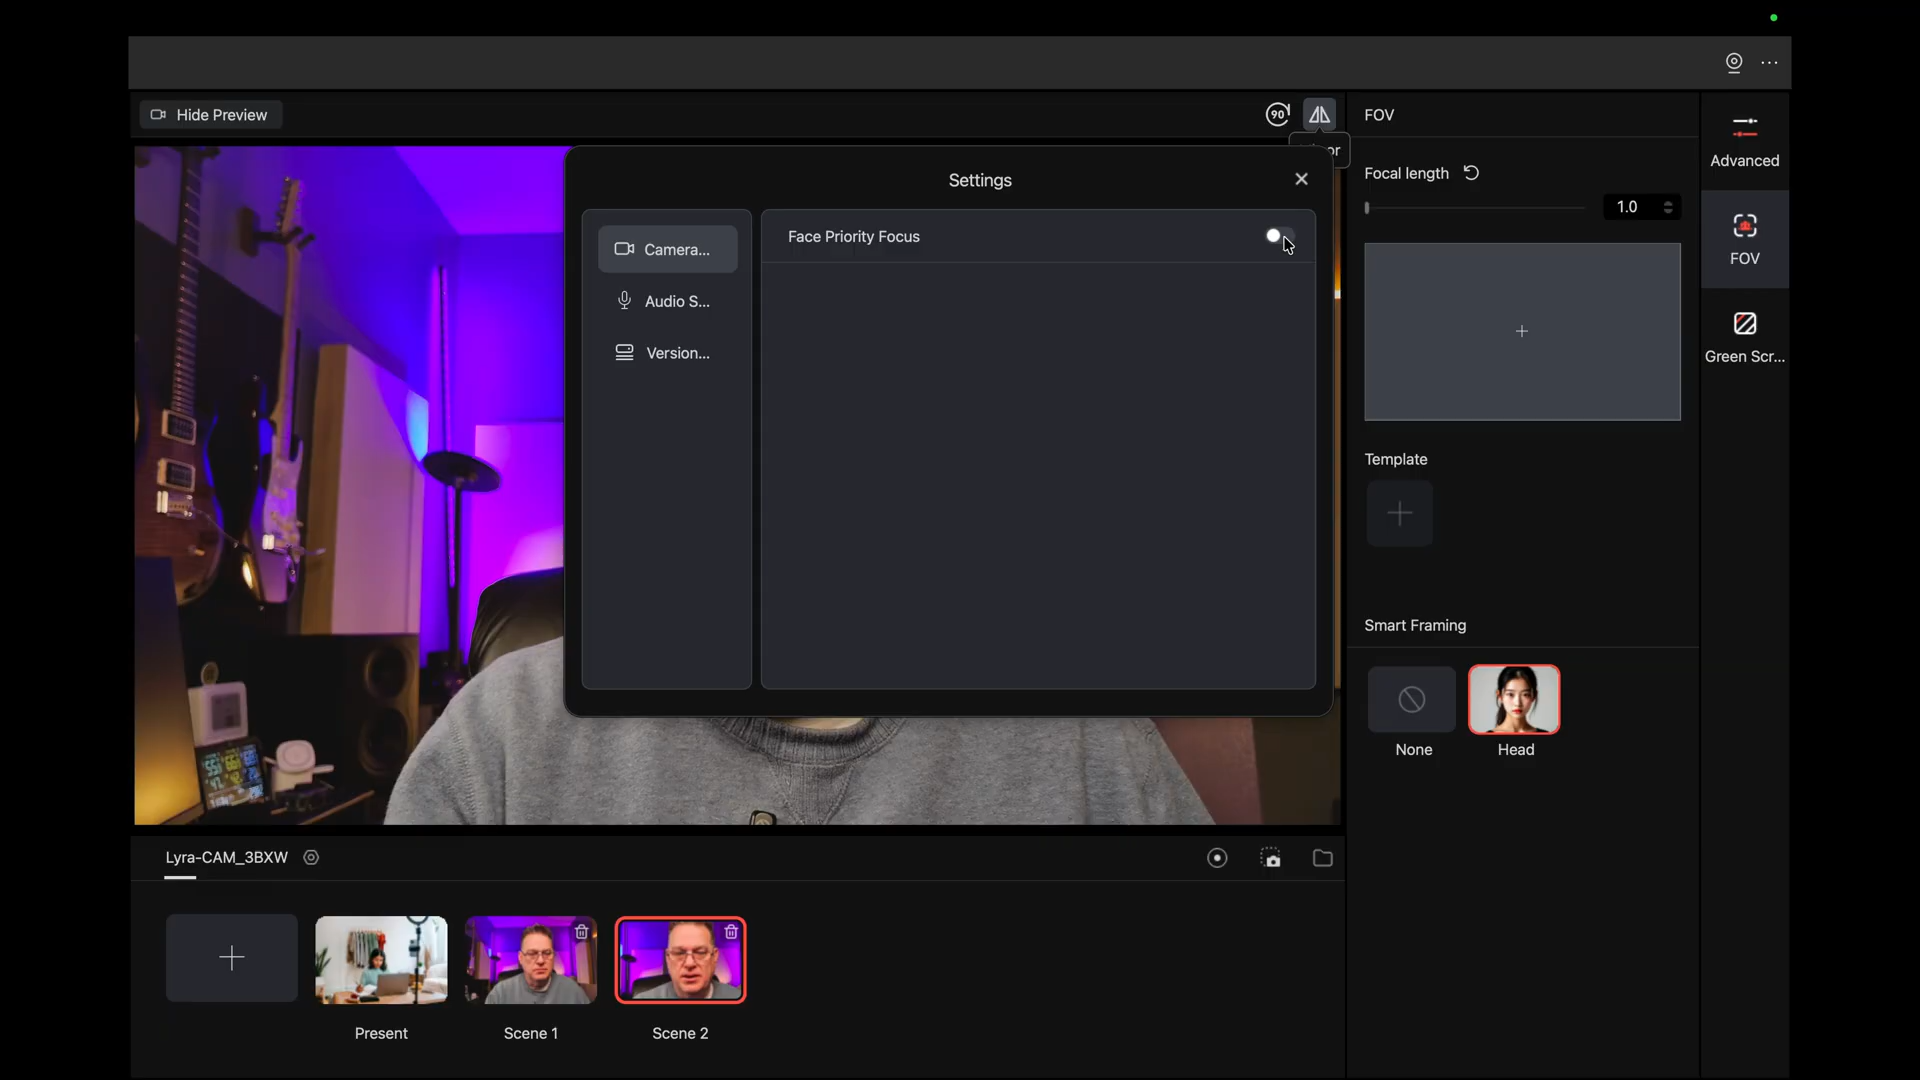 Hide Preview
90
FOV
Settings
Focal length
Advanced
1.0
Face Priority Focus
Camera...
FOV
Audio S...
Version...
Green Scr...
Template
Smart Framing
None
Head
Lyra-CAM_3BXW
Present
Scene 1
Scene 2